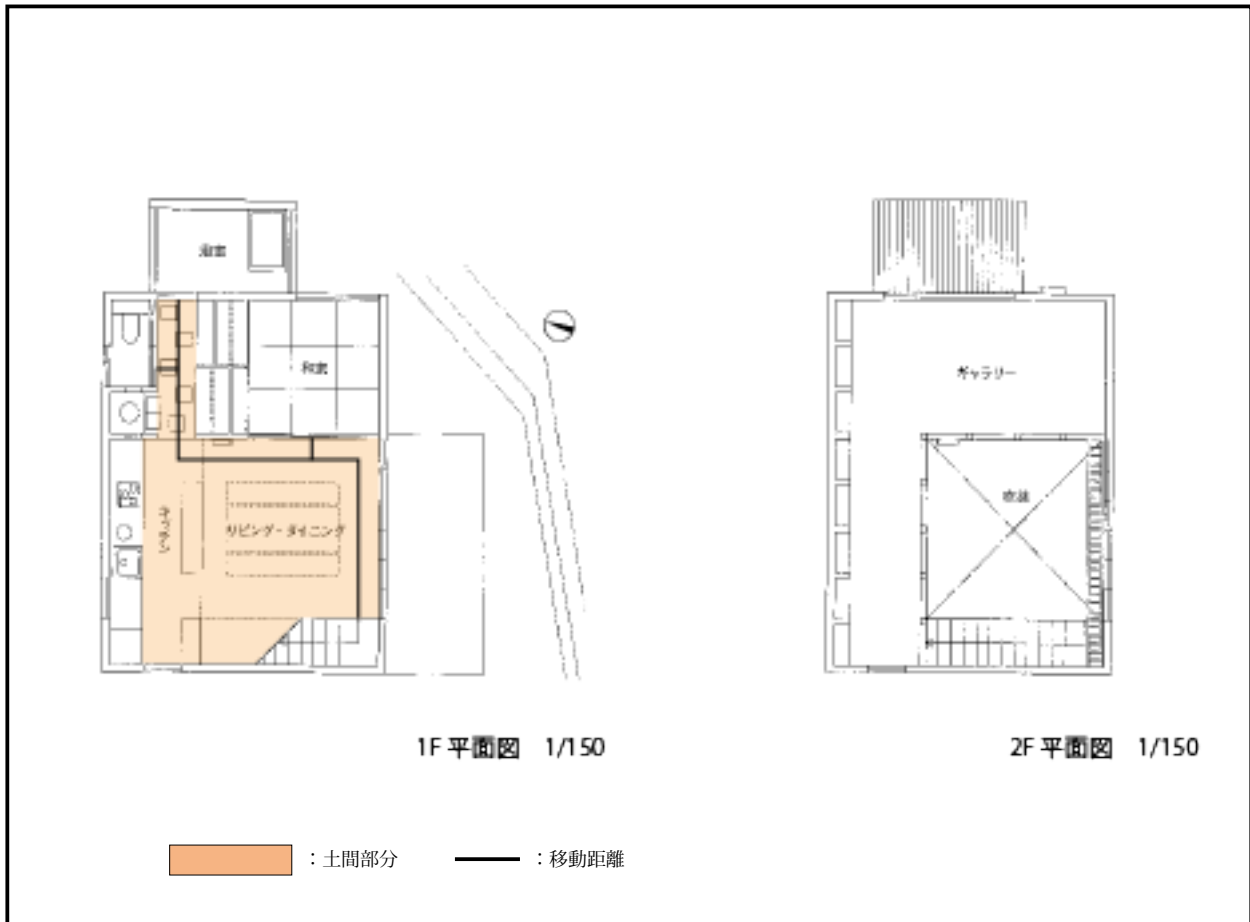 浴室
和室
キッチン
リビング・ダイニング
ギャラリー
吹抜
1F 平面図 1/150
2F 平面図 1/150
：土間部分
：移動距離